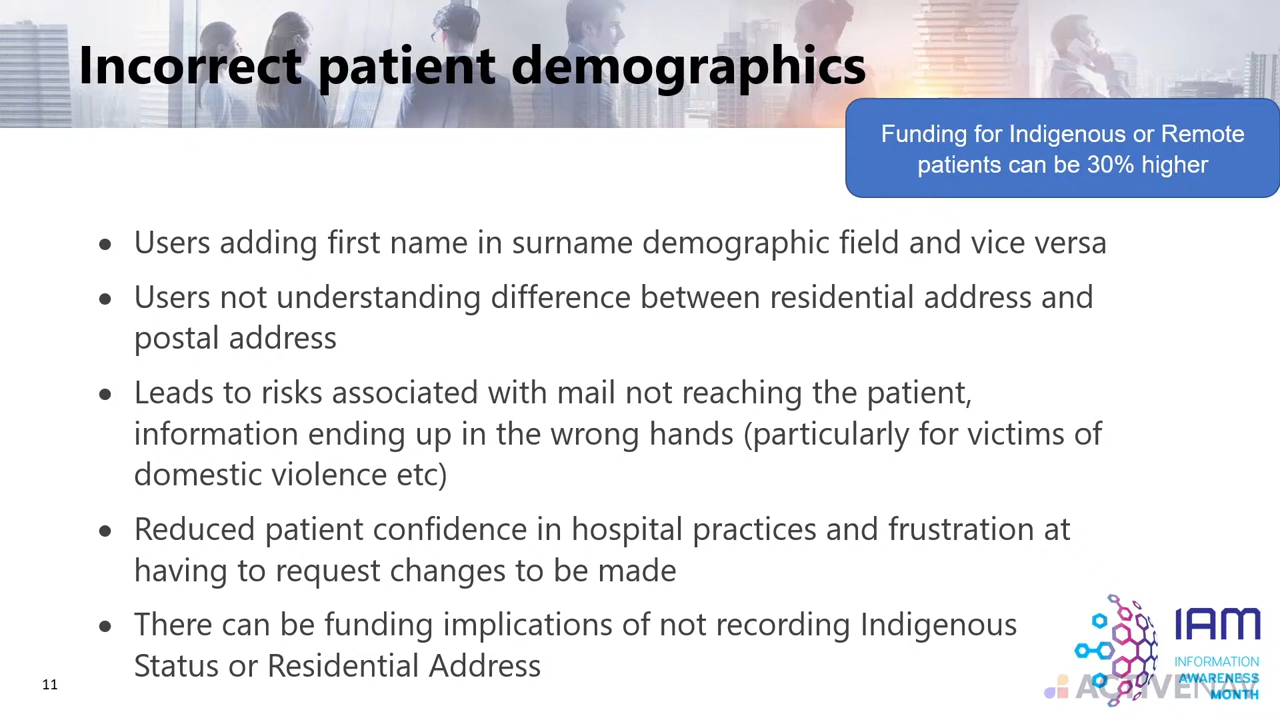 Incorrect patient demographics
Funding for Indigenous or Remote
patients can be 30% higher
• Users adding first name in surname demographic field and vice versa
• Users not understanding difference between residential address and
postal address
• Leads to risks associated with mail not reaching the patient,
information ending up in the wrong hands (particularly for victims of
domestic violence etc)
• Reduced patient confidence in hospital practices and frustration at
having to request changes to be made
• There can be funding implications of not recording Indigenous
Status or Residential Address
11
IAM
INFORMATION
AWARENESS
MONTH
ACTIVENAV